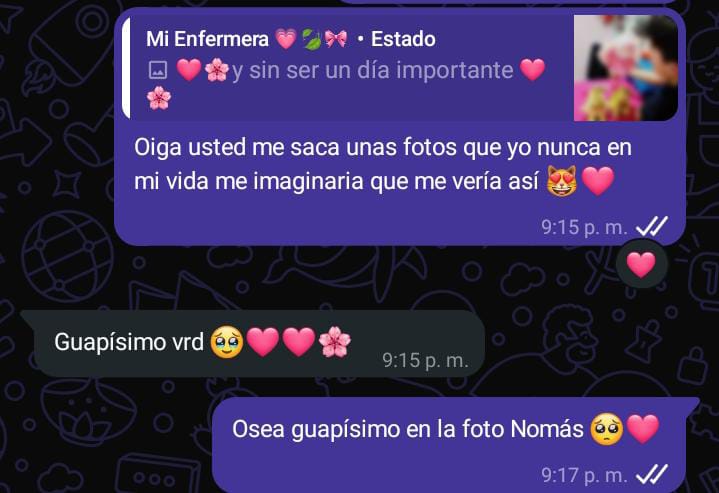 Mi Enfermera 💗🍃🎀 • Estado
❤️🌸y sin ser un día importante ❤️
🌸
Oiga usted me saca unas fotos que yo nunca en
mi vida me imaginaria que me vería así 😻❤️
9:15 p. m.
❤️
Guapísimo vrd 🥹❤️❤️🌸
9:15 p. m.
Osea guapísimo en la foto Nomás 🥺❤️
9:17 p. m.